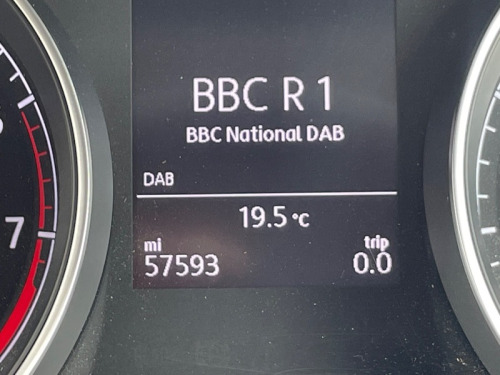 BBC R 1
BBC National DAB
DAB
19.5 °C
mi trip
57593 0.0
7